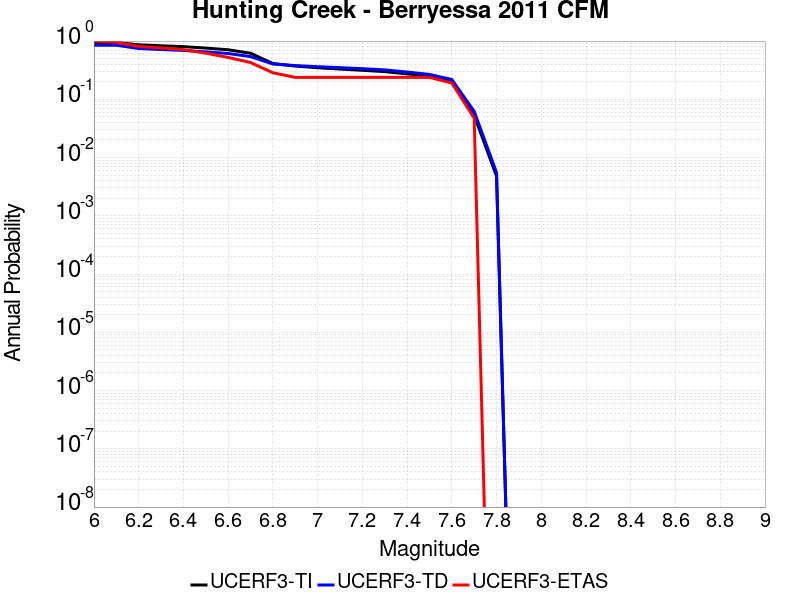 Hunting Creek - Berryessa 2011 CFM
Annual Probability
10^0
10^-1
10^-2
10^-3
10^-4
10^-5
10^-6
10^-7
10^-8
6 6.2 6.4 6.6 6.8 7 7.2 7.4 7.6 7.8 8 8.2 8.4 8.6 8.8 9
Magnitude
UCERF3-TI UCERF3-TD UCERF3-ETAS